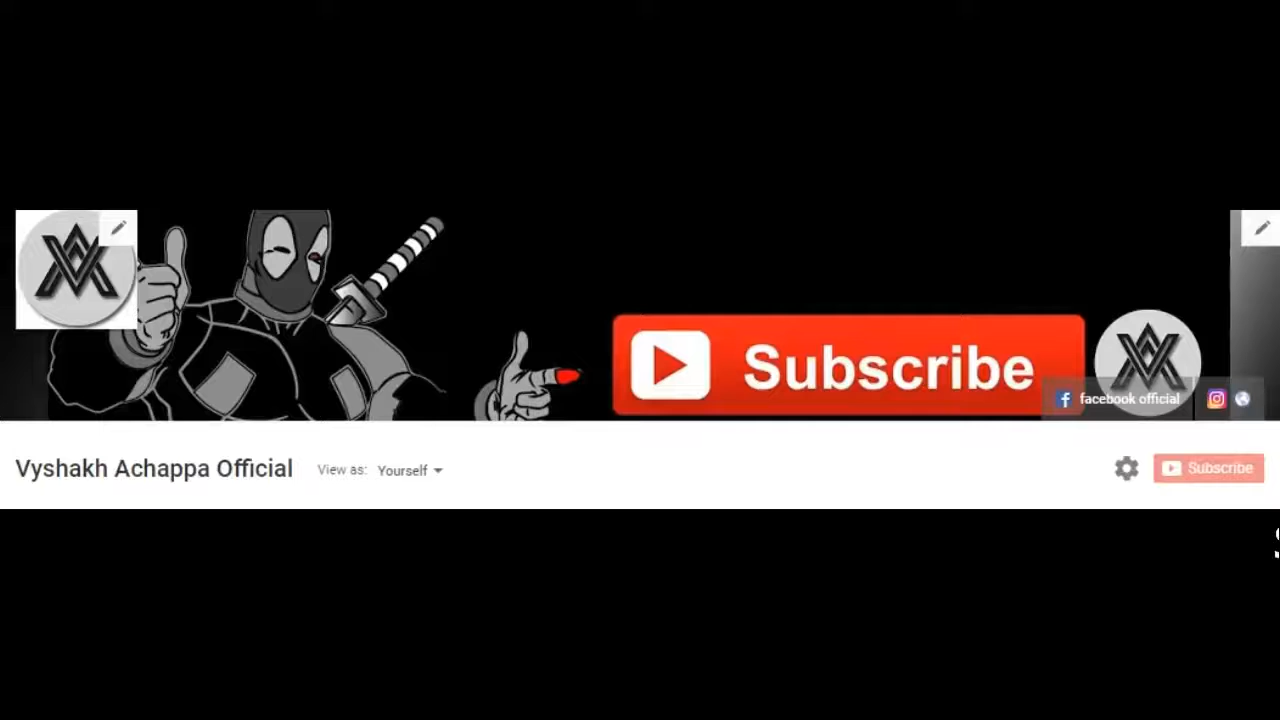 Subscribe
facebook official
Vyshakh Achappa Official View as: Yourself
Subscribe